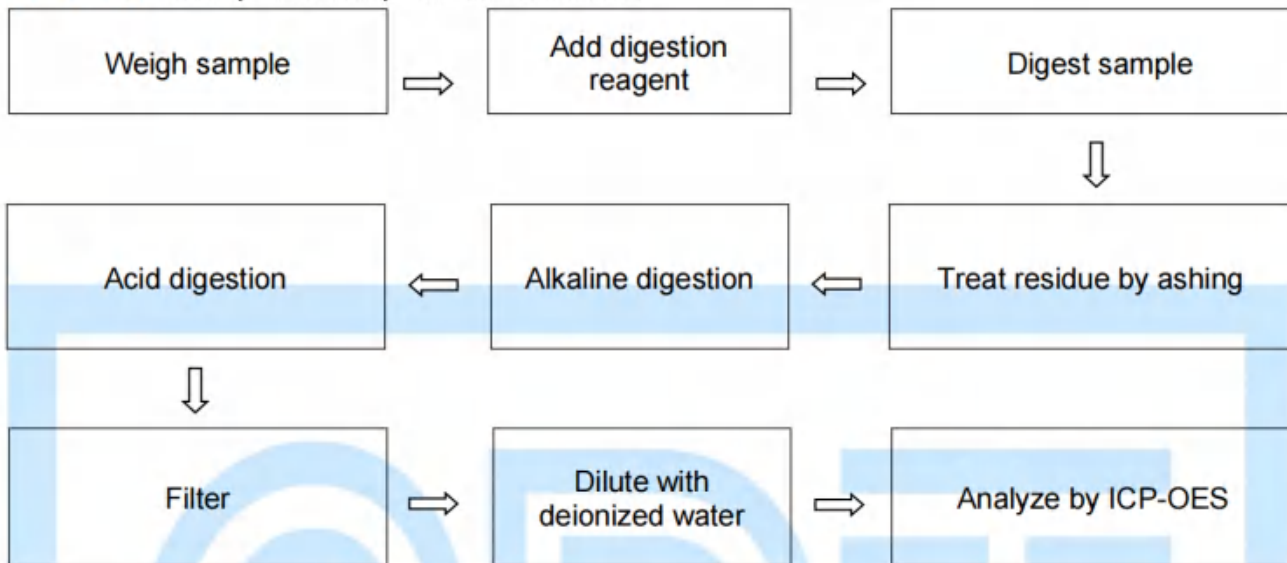 Weigh sample
Add digestion
reagent
Digest sample
Treat residue by ashing
Alkaline digestion
Acid digestion
Filter
Dilute with
deionized water
Analyze by ICP-OES